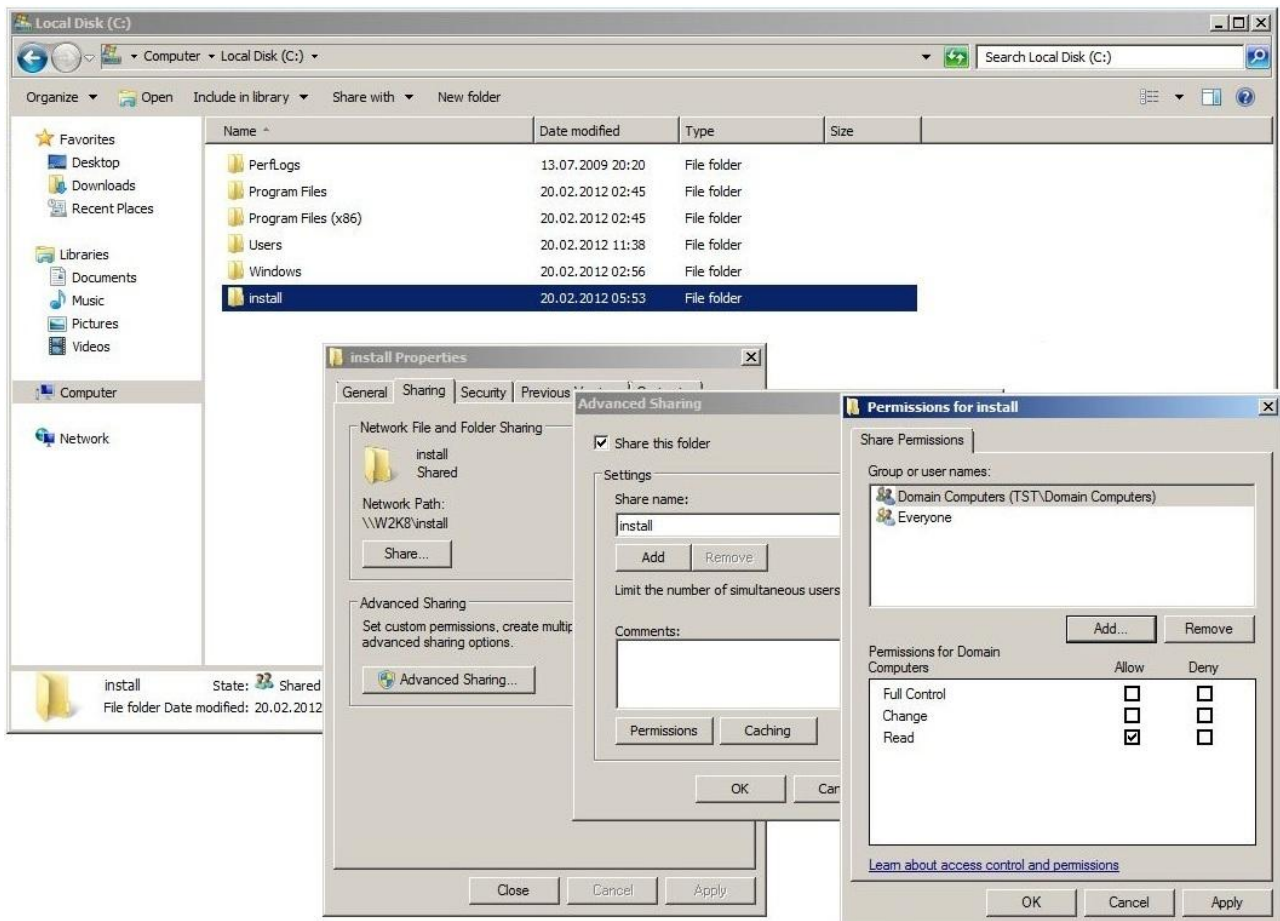 Local Disk (C:)
Computer
Local Disk (C:)
Search Local Disk (C:)
Organize
Open
Include in library
Share with
New folder
Favorites
Desktop
Downloads
Recent Places
Libraries
Documents
Music
Pictures
Videos
Computer
Network
Name Date modified Type Size
PerfLogs 13.07.2009 20:20 File folder
Program Files 20.02.2012 02:45 File folder
Program Files (x86) 20.02.2012 02:45 File folder
Users 20.02.2012 11:38 File folder
Windows 20.02.2012 02:56 File folder
install 20.02.2012 05:53 File folder
install State: Shared
File folder Date modified: 20.02.2012
install Properties
General Sharing Security Previous
Network File and Folder Sharing
install
Shared
Network Path:
\\W2K8\install
Share...
Advanced Sharing
Set custom permissions, create
advanced sharing options.
Advanced Sharing...
Close Cancel Apply
Advanced Sharing
Share this folder
Settings
Share name:
install
Add Remove
Limit the number of simultaneous users
Comments:
Permissions Caching
OK
Permissions for install
Share Permissions
Group or user names:
Domain Computers (TST\Domain Computers)
Everyone
Add... Remove
Permissions for Domain
Computers Allow Deny
Full Control
Change
Read
Learn about access control and permissions
OK Cancel Apply